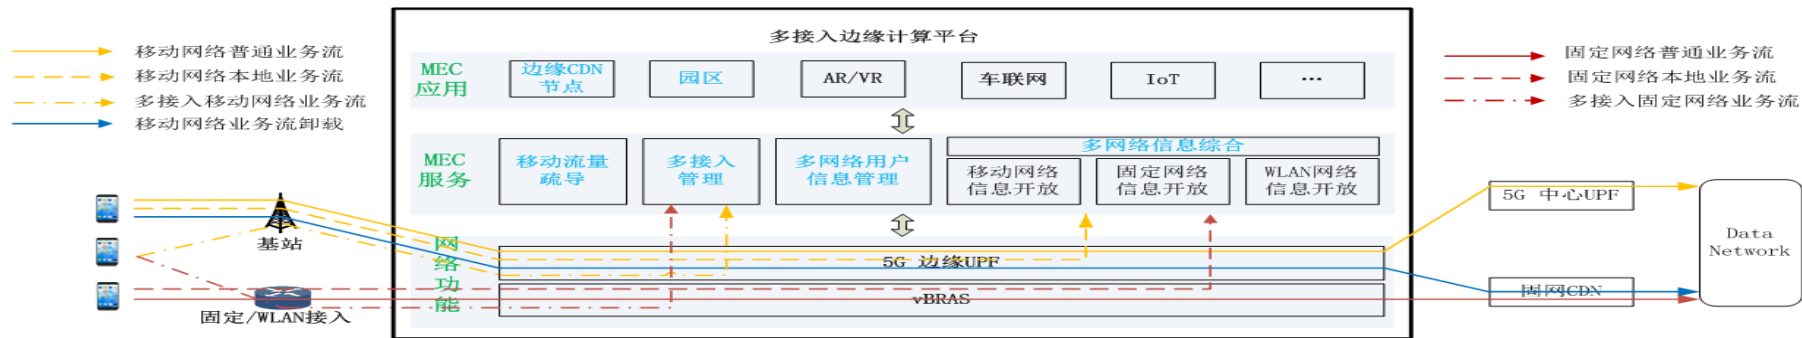 多接入边缘计算平台
移动网络普通业务流
移动网络本地业务流
多接入移动网络业务流
移动网络业务流卸载
固定网络普通业务流
固定网络本地业务流
多接入固定网络业务流
MEC
应用
边缘CDN
节点
园区
AR/VR
车联网
IoT
…
MEC
服务
移动流量
疏导
多接入
管理
多网络用户
信息管理
多网络信息综合
移动网络
信息开放
固定网络
信息开放
WLAN网络
信息开放
基站
固定/WLAN接入
网
络
功
能
5G 边缘UPF
vBRAS
5G 中心UPF
固网CDN
Data
Network